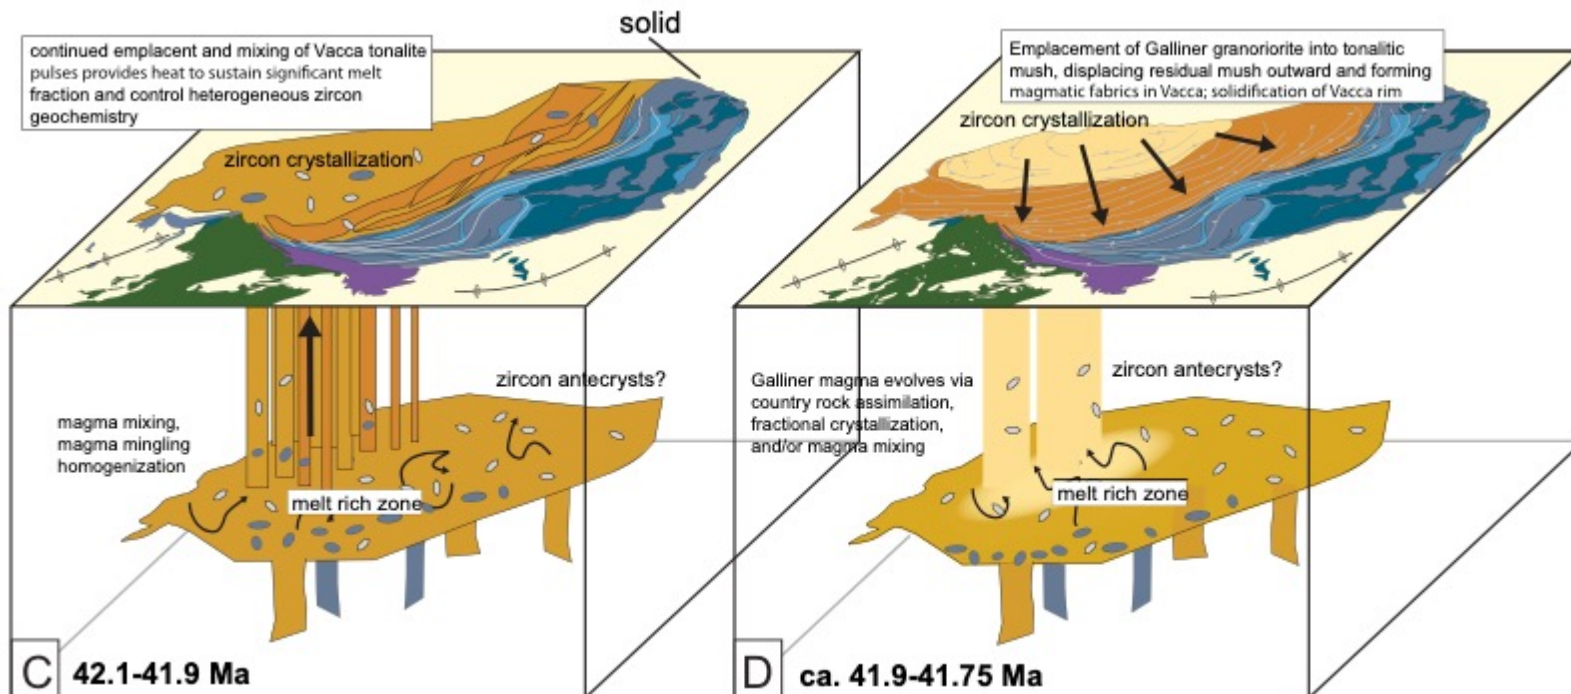 solid
continued emplacent and mixing of Vacca tonalite
pulses provides heat to sustain significant melt
fraction and control heterogeneous zircon
geochemistry
zircon crystallization
zircon antecrysts?
magma mixing,
magma mingling
homogenization
melt rich zone
C
42.1-41.9 Ma
Emplacement of Galliner granoriorite into tonalitic
mush, displacing residual mush outward and forming
magmatic fabrics in Vacca; solidification of Vacca rim
zircon crystallization
zircon antecrysts?
Galliner magma evolves via
country rock assimilation,
fractional crystallization,
and/or magma mixing
melt rich zone
D
ca. 41.9-41.75 Ma